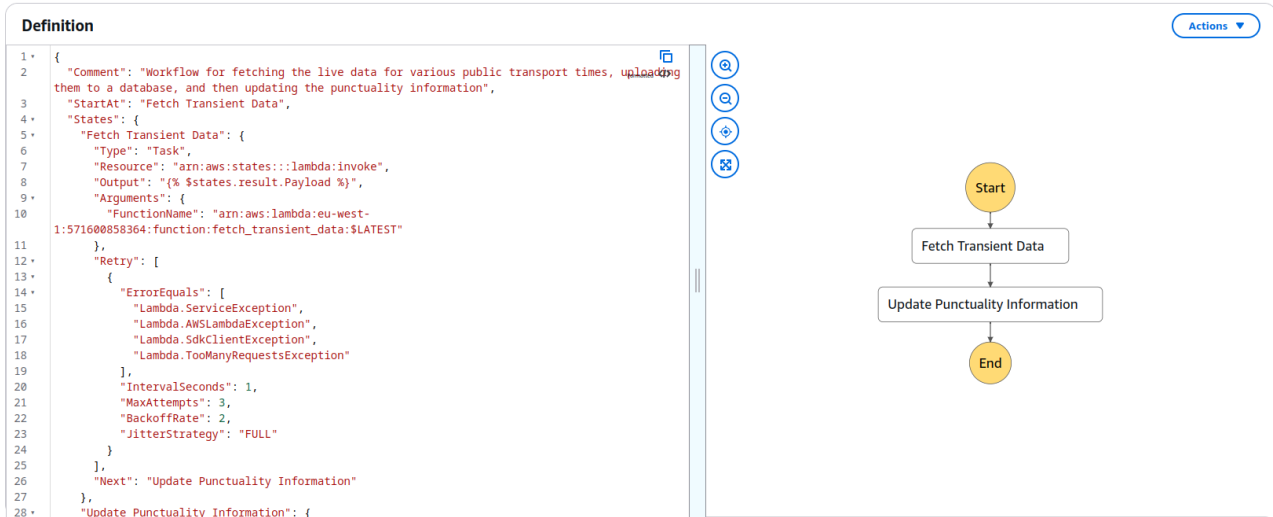 Definition
Actions
1 {
2 "Comment": "Workflow for fetching the live data for various public transport times, uploading
them to a database, and then updating the punctuality information",
3 "StartAt": "Fetch Transient Data",
4 "States": {
5 "Fetch Transient Data": {
6 "Type": "Task",
7 "Resource": "arn:aws:states:::lambda:invoke",
8 "Output": "{% $states.result.Payload %}",
9 "Arguments": {
10 "FunctionName": "arn:aws:lambda:eu-west-
1:571600858364:function:fetch_transient_data:$LATEST"
11 },
12 "Retry": [
13 {
14 "ErrorEquals": [
15 "Lambda.ServiceException",
16 "Lambda.AWSLambdaException",
17 "Lambda.SdkClientException",
18 "Lambda.TooManyRequestsException"
19 ],
20 "IntervalSeconds": 1,
21 "MaxAttempts": 3,
22 "BackoffRate": 2,
23 "JitterStrategy": "FULL"
24 }
25 ],
26 "Next": "Update Punctuality Information"
27 },
28 "Update Punctuality Information": {
Start
Fetch Transient Data
Update Punctuality Information
End